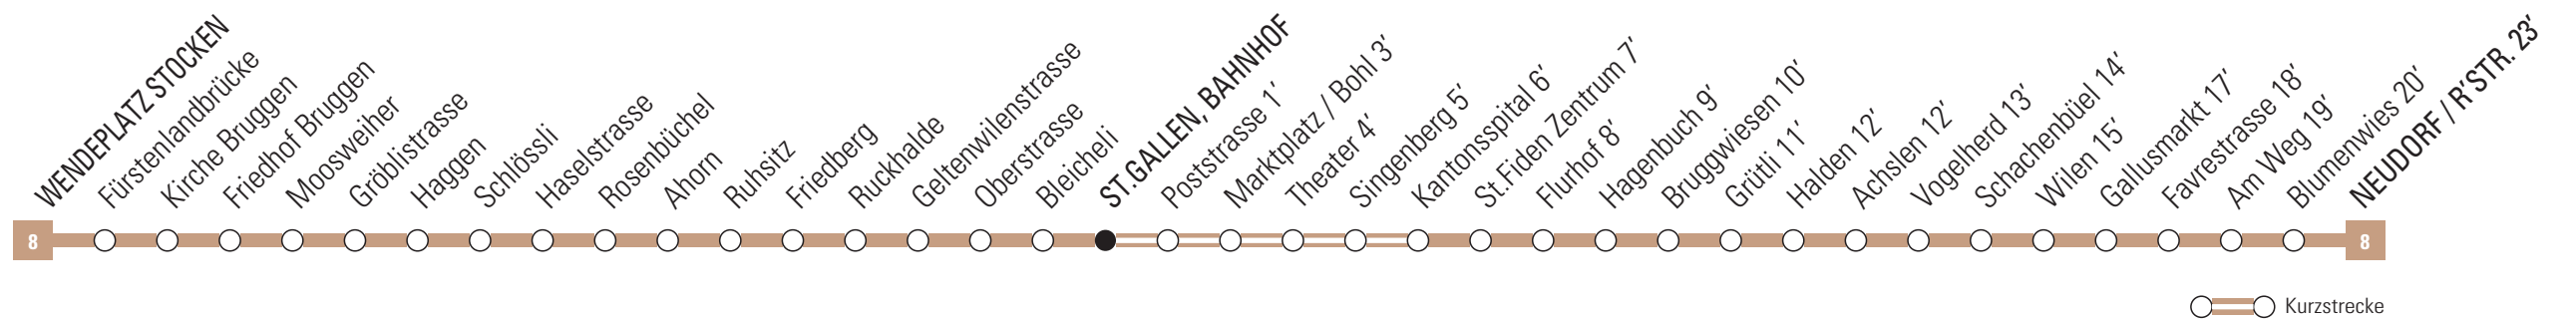 WENDEPLATZ STOCKEN
Fürstenlandbrücke
Kirche Bruggen
Friedhof Bruggen
Moosweiher
Gröblistrasse
Haggen
Schlössli
Haselstrasse
Rosenbüchel
Ahorn
Ruhsitz
Friedberg
Ruckhalde
Geltenwilenstrasse
Oberstrasse
Bleicheli
ST.GALLEN, BAHNHOF
Poststrasse 1′
Marktplatz / Bohl 3′
Theater 4′
Singenberg 5′
Kantonsspital 6′
St.Fiden Zentrum 7′
Flurhof 8′
Hagenbuch 9′
Bruggwiesen 10′
Grütli 11′
Halden 12′
Achslen 12′
Vogelherd 13′
Schachenbüel 14′
Wilen 15′
Gallusmarkt 17′
Favrestrasse 18′
Am Weg 19′
Blumenwies 20′
NEUDORF / R'STR. 23′
8
8
Kurzstrecke